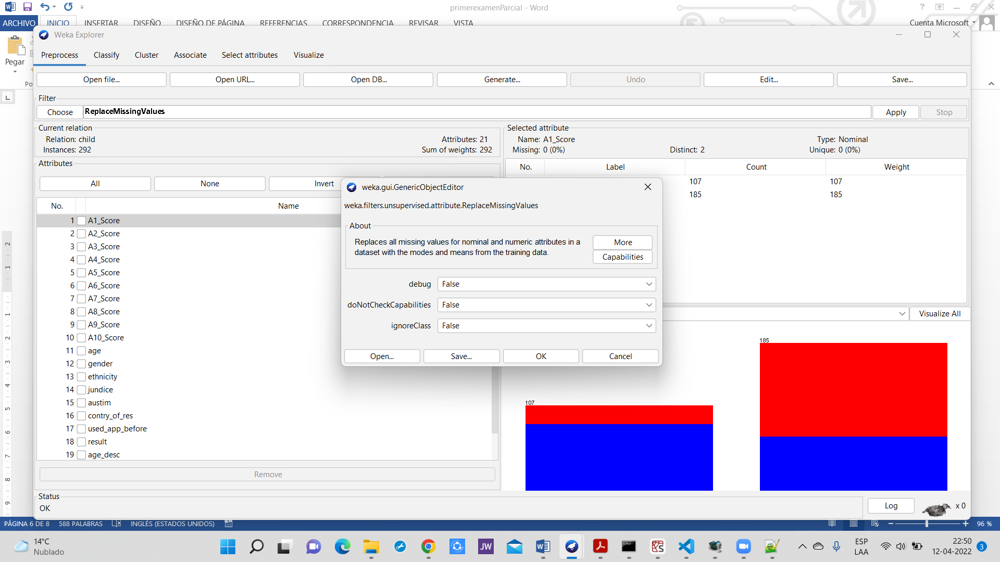 primerexamenParcial - Word
ARCHIVO INICIO INSERTAR DISEÑO DISEÑO DE PÁGINA REFERENCIAS CORRESPONDENCIA REVISAR VISTA Cuenta Microsoft
Pegar
Po
Weka Explorer
Preprocess Classify Cluster Associate Select attributes Visualize
Open file... Open URL... Open DB... Generate... Undo Edit... Save...
Filter
Choose ReplaceMissingValues Apply Stop
Current relation
Relation: child Attributes: 21
Instances: 292 Sum of weights: 292
Selected attribute
Name: A1_Score Type: Nominal
Missing: 0 (0%) Distinct: 2 Unique: 0 (0%)
No. Label Count Weight
107 107
185 185
Attributes
All None Invert
No. Name
1 A1_Score
2 A2_Score
3 A3_Score
4 A4_Score
5 A5_Score
6 A6_Score
7 A7_Score
8 A8_Score
9 A9_Score
10 A10_Score
11 age
12 gender
13 ethnicity
14 jundice
15 austim
16 contry_of_res
17 used_app_before
18 result
19 age_desc
Remove
weka.gui.GenericObjectEditor
weka.filters.unsupervised.attribute.ReplaceMissingValues
About
Replaces all missing values for nominal and numeric attributes in a
dataset with the modes and means from the training data.
More
Capabilities
debug False
doNotCheckCapabilities False
ignoreClass False
Open... Save... OK Cancel
Visualize All
185
107
Status
OK
Log x 0
PÁGINA 6 DE 8 588 PALABRAS INGLÉS (ESTADOS UNIDOS) 96 %
14°C
Nublado
JW
ESP
LAA
22:50
12-04-2022
3